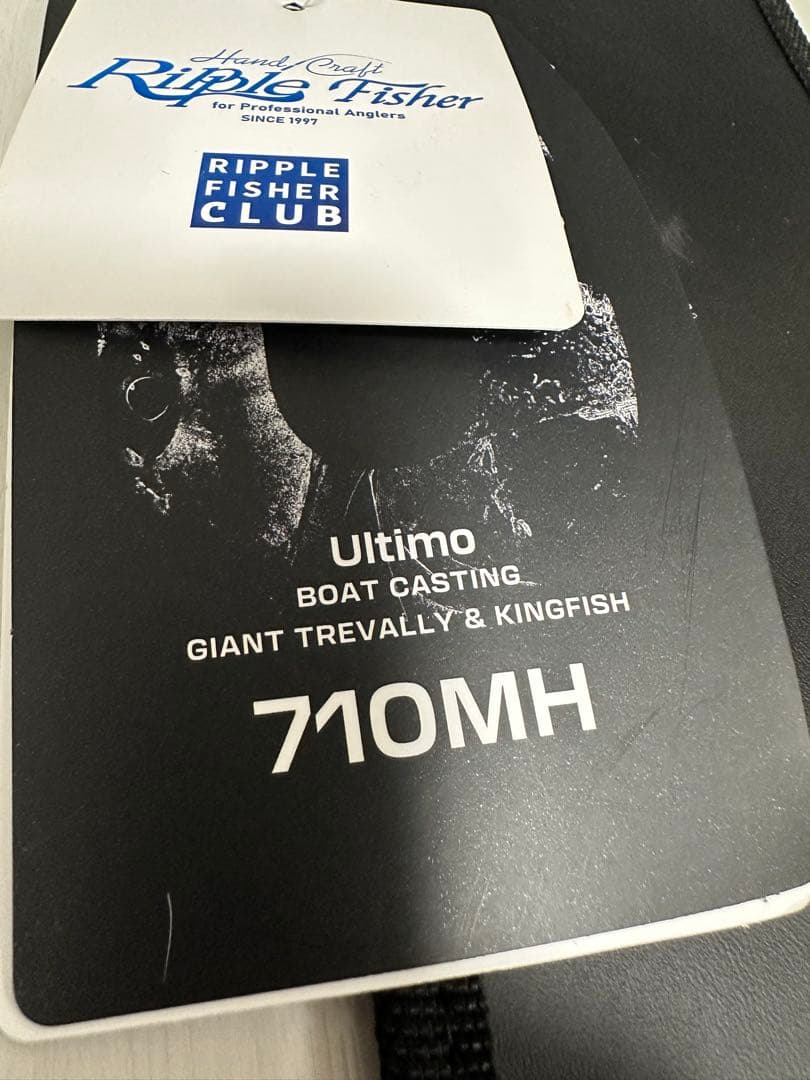 Hand Craft
Ripple Fisher
for Professional Anglers
SINCE 1997
RIPPLE
FISHER
CLUB
Ultimo
BOAT CASTING
GIANT TREVALLY & KINGFISH
710MH